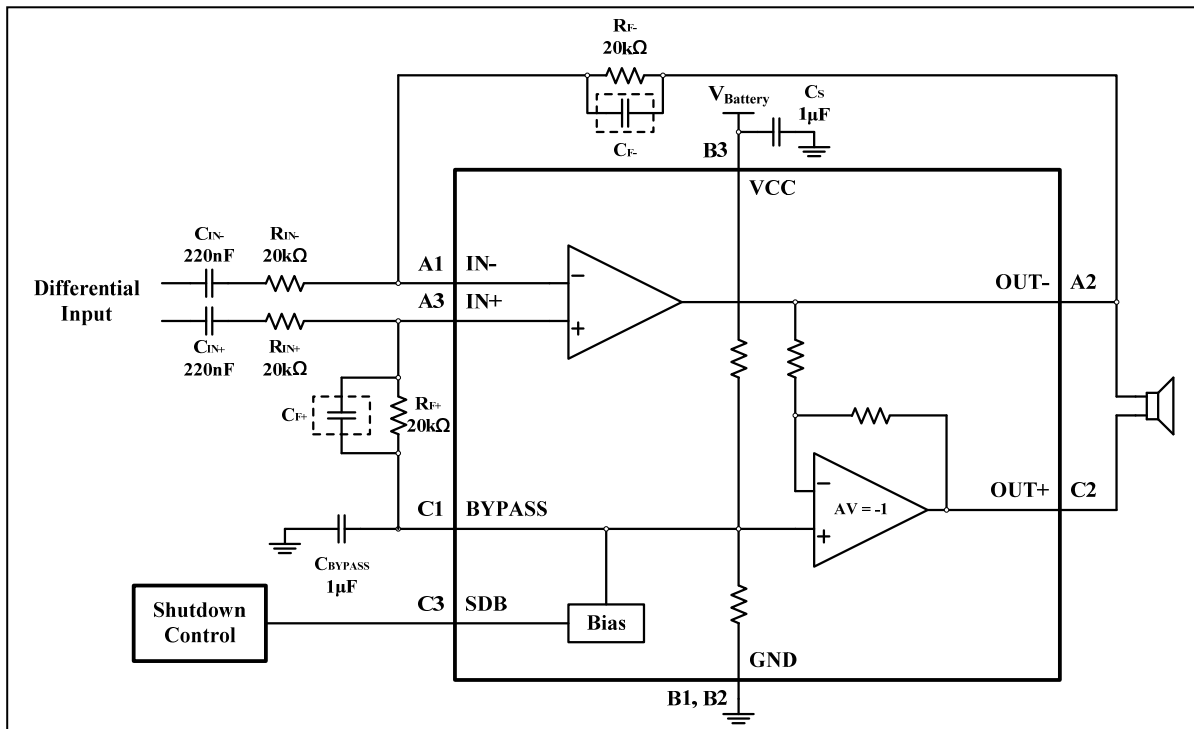 RF-
20kΩ
VBattery
CS
1μF
CF-
B3
VCC
CIN-
220nF
RIN-
20kΩ
A1
IN-
OUT-
A2
Differential
Input
A3
IN+
CIN+
220nF
RIN+
20kΩ
CF+
RF+
20kΩ
C1
BYPASS
AV = -1
OUT+
C2
CBYPASS
1μF
Shutdown
Control
C3
SDB
Bias
GND
B1, B2